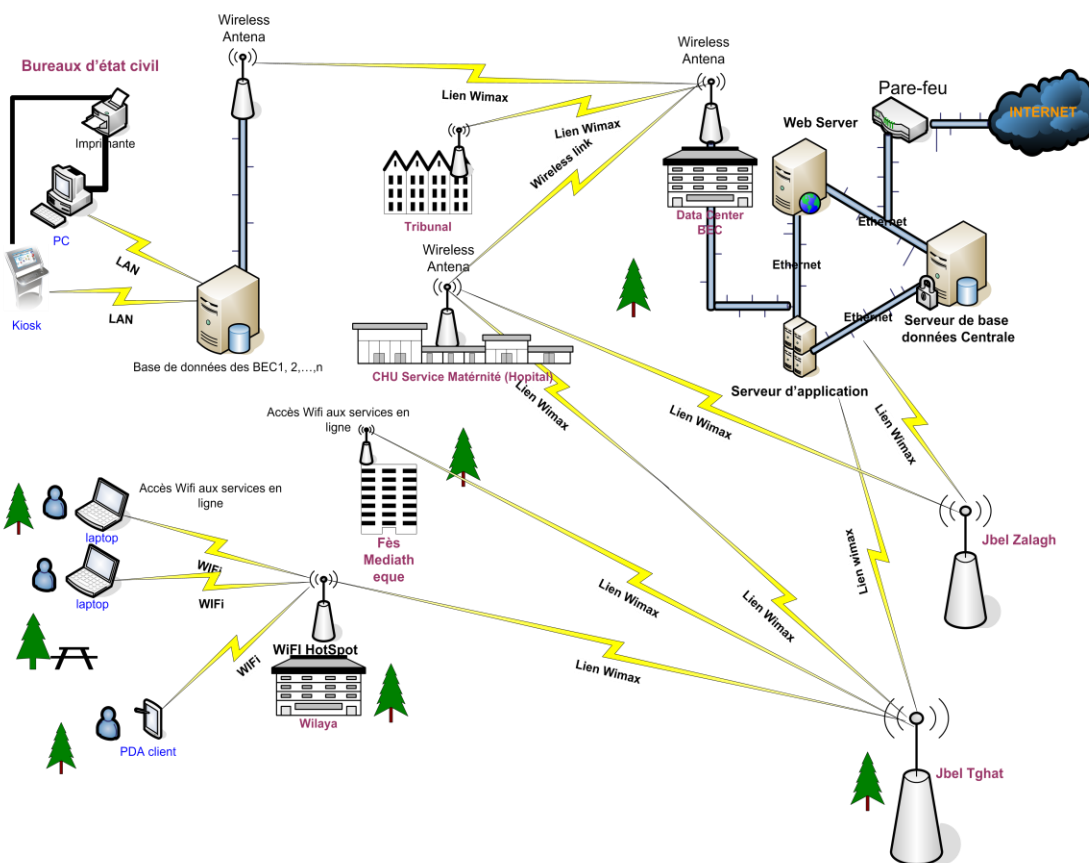 Wireless
Antena
Wireless
Antena
Bureaux d'état civil
Pare-feu
INTERNET
Lien Wimax
Web Server
Imprimante
Lien Wimax
Wireless link
Tribunal
Data Center
BEC
Ethernet
PC
LAN
Wireless
Antena
Ethernet
Kiosk
LAN
Ethernet
Serveur de base
données Centrale
Base de données des BEC1, 2,...,n
CHU Service Matérnité (Hopital)
Serveur d'application
Lien Wimax
Lien Wimax
Lien Wimax
Accès Wifi aux services en
ligne
Accès Wifi aux services en
ligne
laptop
Fès
Mediath
eque
Jbel Zalagh
WIFi
Lien wimax
laptop
WIFi
Lien Wimax
Lien Wimax
WiFI HotSpot
WIFi
Lien Wimax
Wilaya
PDA client
Jbel Tghat